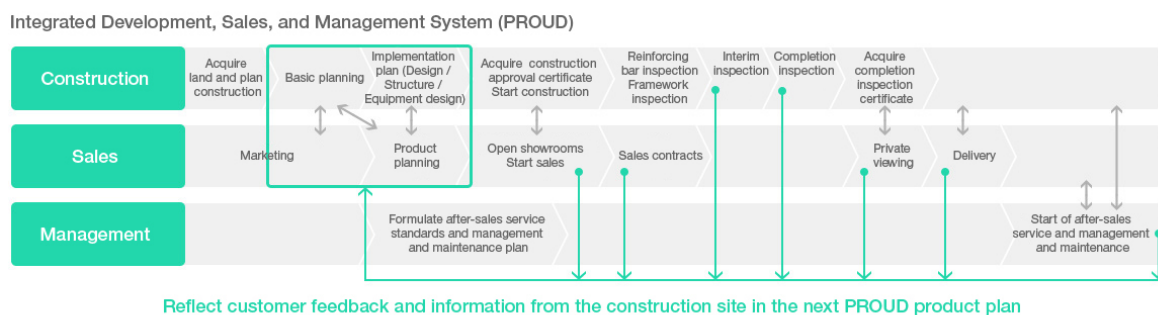 Integrated Development, Sales, and Management System (PROUD)
Construction
Acquire
land and plan
construction
Basic planning
Implementation
plan (Design /
Structure /
Equipment design)
Acquire construction
approval certificate
Start construction
Reinforcing
bar inspection
Framework
inspection
Interim
inspection
Completion
inspection
Acquire
completion
inspection
certificate
Sales
Marketing
Product
planning
Open showrooms
Start sales
Sales contracts
Private
viewing
Delivery
Management
Formulate after-sales service
standards and management
and maintenance plan
Start of after-sales
service and management
and maintenance
Reflect customer feedback and information from the construction site in the next PROUD product plan